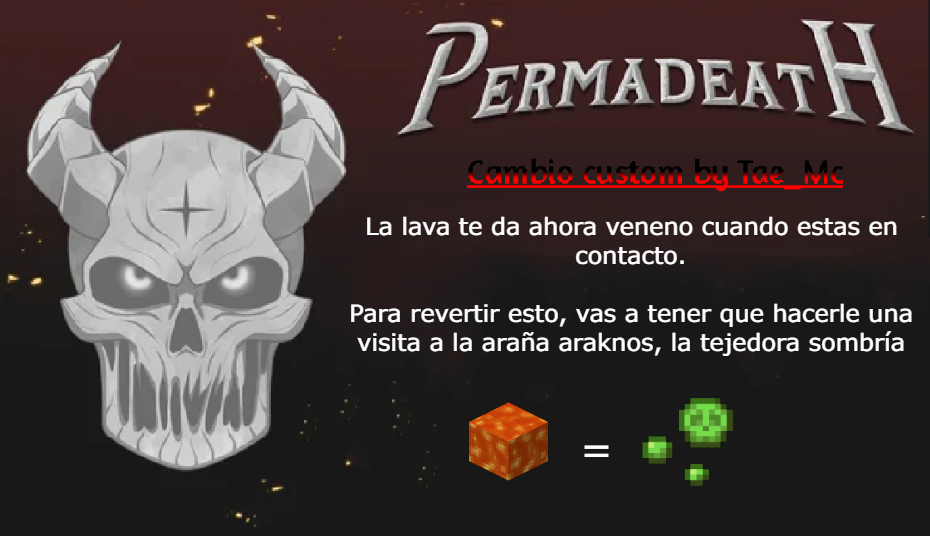 PERMADEATH
Cambio custom by Tae_Mc
La lava te da ahora veneno cuando estas en
contacto.
Para revertir esto, vas a tener que hacerle una
visita a la araña araknos, la tejedora sombría
=